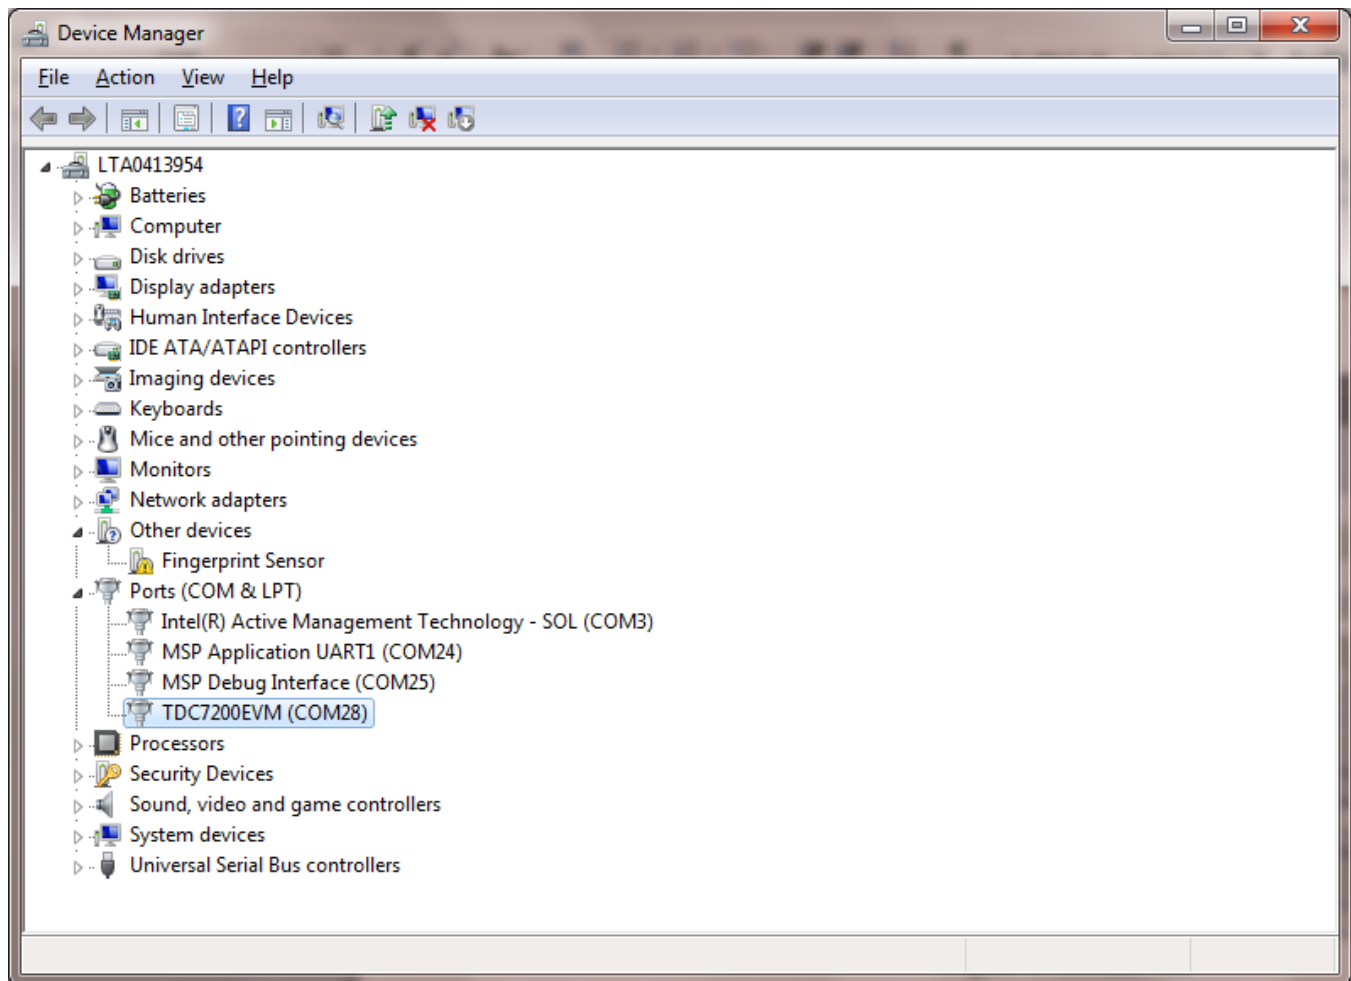 Device Manager
File Action View Help
LTA0413954
Batteries
Computer
Disk drives
Display adapters
Human Interface Devices
IDE ATA/ATAPI controllers
Imaging devices
Keyboards
Mice and other pointing devices
Monitors
Network adapters
Other devices
Fingerprint Sensor
Ports (COM & LPT)
Intel(R) Active Management Technology - SOL (COM3)
MSP Application UART1 (COM24)
MSP Debug Interface (COM25)
TDC7200EVM (COM28)
Processors
Security Devices
Sound, video and game controllers
System devices
Universal Serial Bus controllers